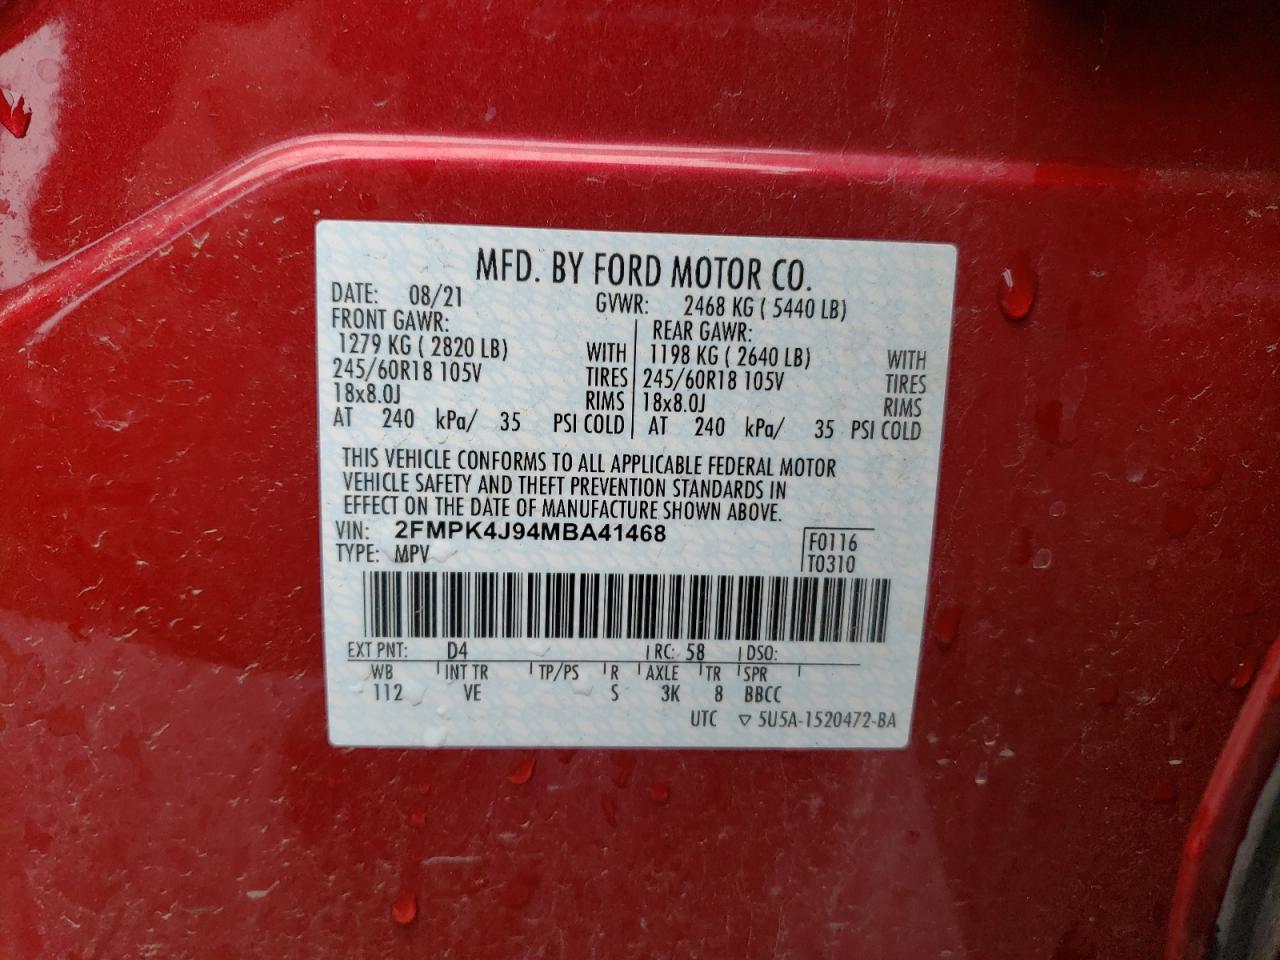 MFD. BY FORD MOTOR CO.
DATE: 08/21 GVWR: 2468 KG ( 5440 LB)
FRONT GAWR: REAR GAWR:
1279 KG ( 2820 LB) WITH 1198 KG ( 2640 LB) WITH
245/60R18 105V TIRES 245/60R18 105V TIRES
18x8.0J RIMS 18x8.0J RIMS
AT 240 kPa/ 35 PSI COLD AT 240 kPa/ 35 PSI COLD
THIS VEHICLE CONFORMS TO ALL APPLICABLE FEDERAL MOTOR
VEHICLE SAFETY AND THEFT PREVENTION STANDARDS IN
EFFECT ON THE DATE OF MANUFACTURE SHOWN ABOVE.
VIN: 2FMPK4J94MBA41468 F0116
TYPE: MPV T0310
EXT PNT: D4 RC: 58 DSO:
WB INT TR TP/PS R AXLE TR SPR
112 VE S 3K 8 BBCC
UTC ▽ 5U5A-1520472-BA